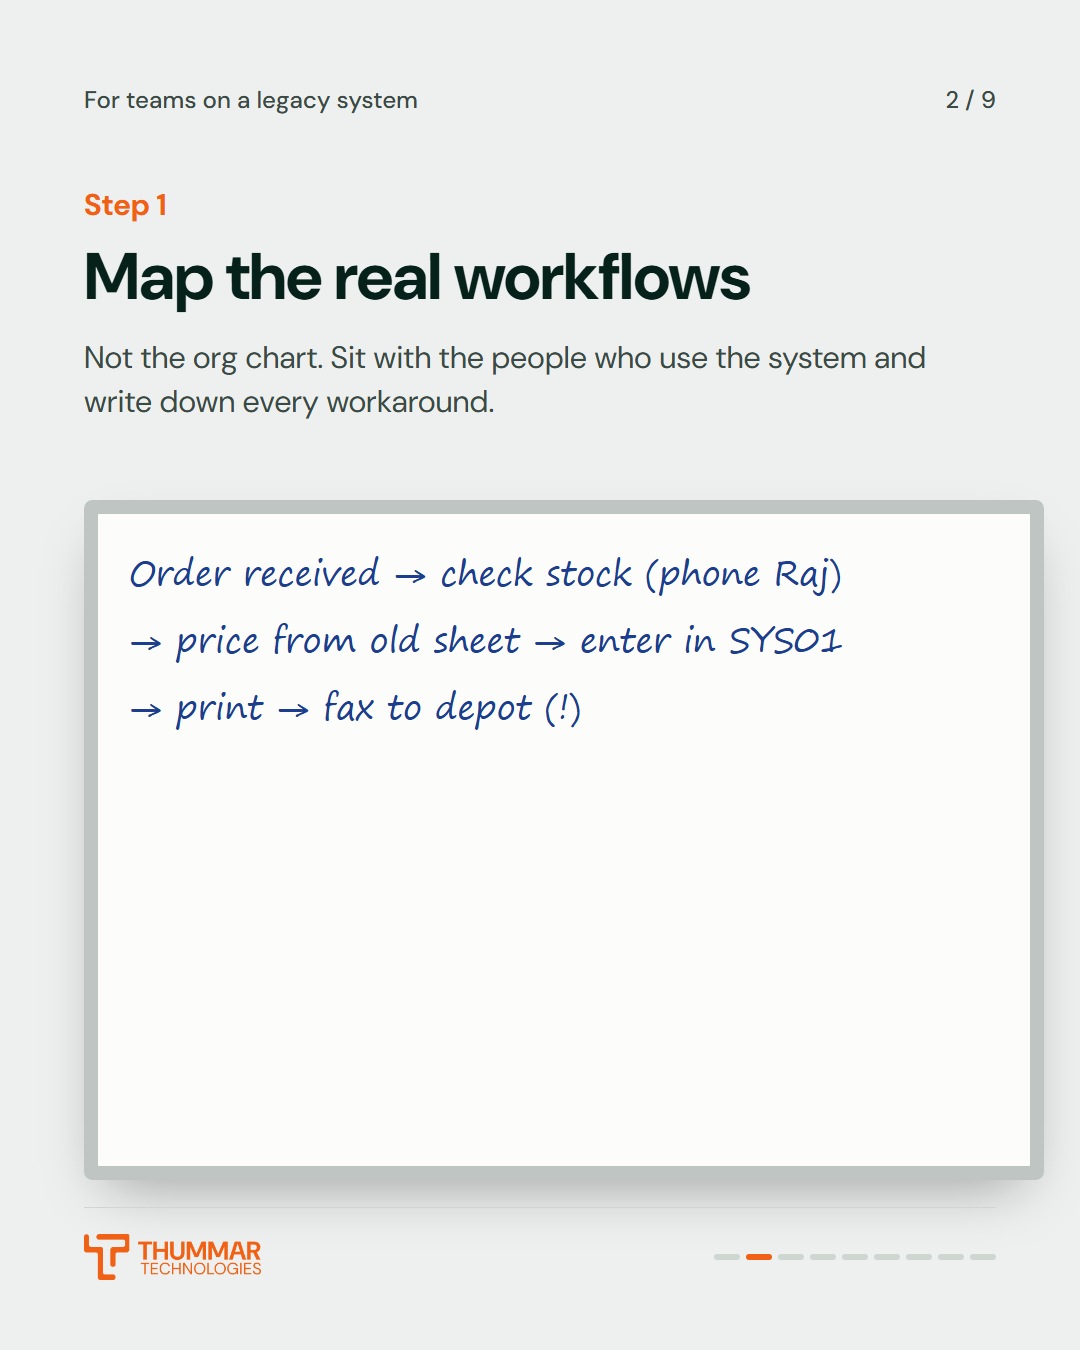 For teams on a legacy system
2 / 9
Step 1
Map the real workflows
Not the org chart. Sit with the people who use the system and
write down every workaround.
Order received → check stock (phone Raj)
→ price from old sheet → enter in SYS01
→ print → fax to depot (!)
THUMMAR
TECHNOLOGIES